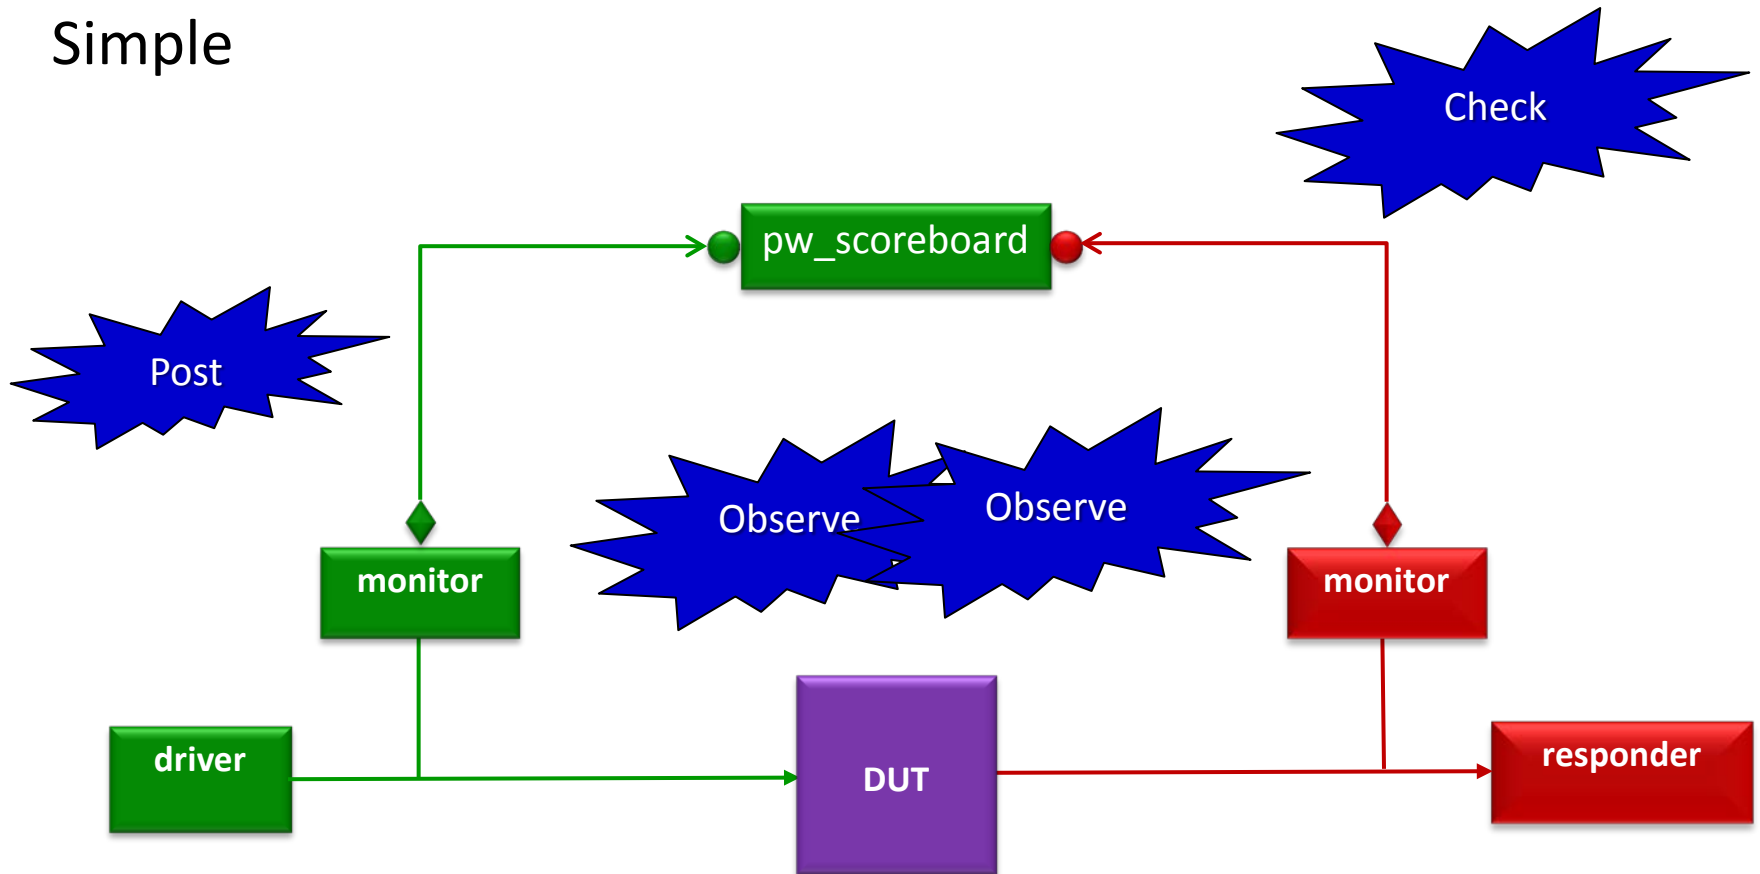 Simple
Check
pw_scoreboard
Post
Observe
Observe
monitor
monitor
driver
DUT
responder